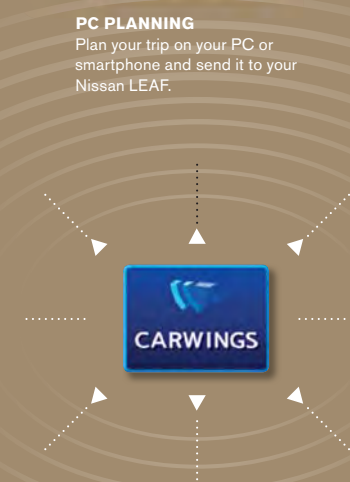 PC PLANNING
Plan your trip on your PC or
smartphone and send it to your
Nissan LEAF.
CARWINGS